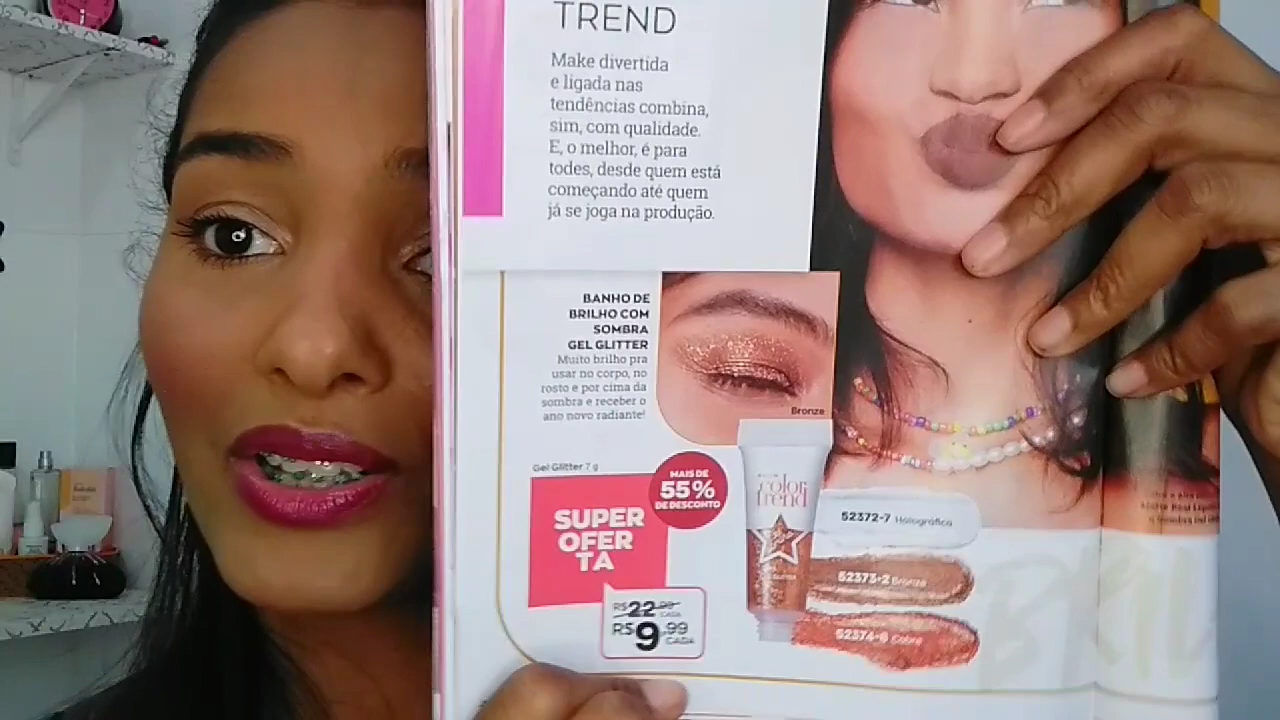 TREND
Make divertida
e ligada nas
tendências combina,
sim, com qualidade.
E, o melhor, é para
todes, desde quem está
começando até quem
já se joga na produção.
BANHO DE
BRILHO COM
SOMBRA
GEL GLITTER
Muito brilho pra
usar no corpo, no
rosto e por cima da
sombra e receber o
ano novo radiante!
Bronze
Gel Glitter 7 g
MAIS DE
55%
DE DESCONTO
SUPER
OFER
TA
R$ 22,99 CADA
R$ 9,99
CADA
color
trend
52372-7 Holográfica
52373-2 Bronze
52374-8 Cobre